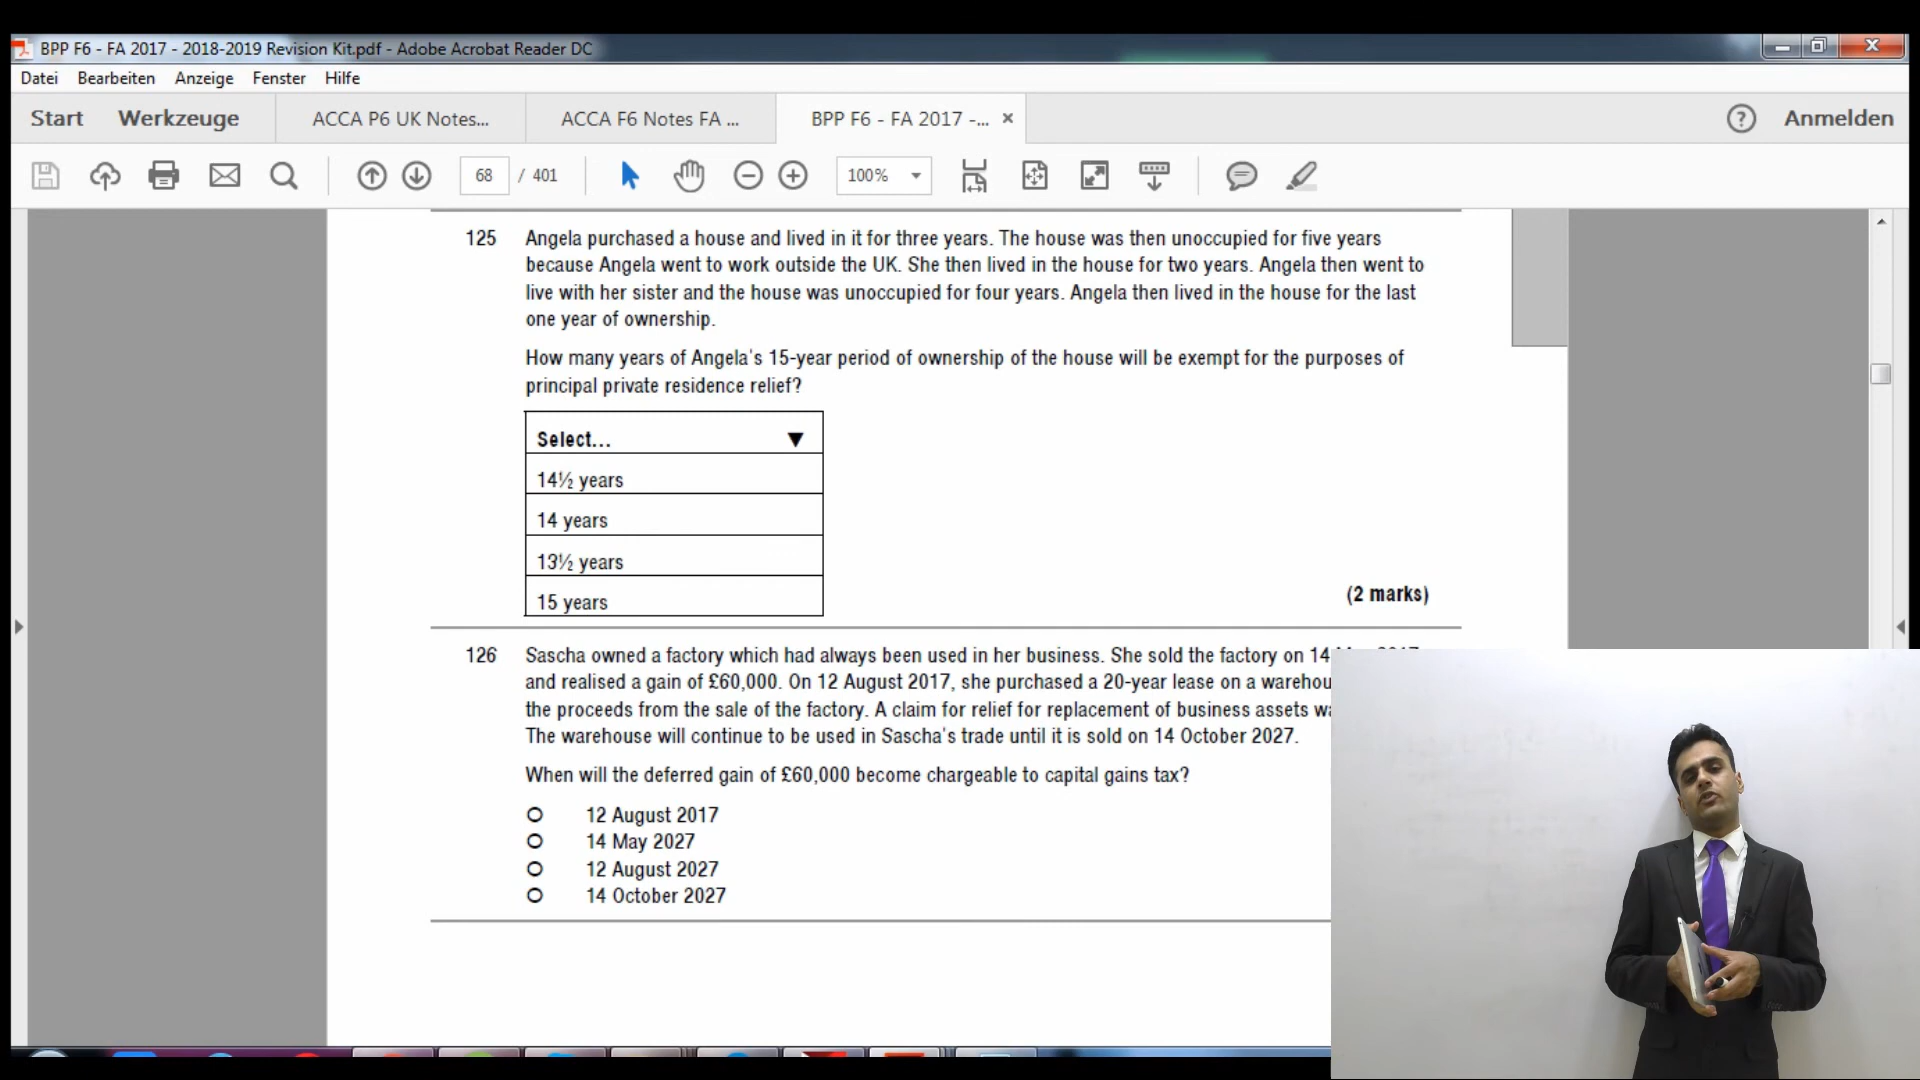 BPP F6 - FA 2017 - 2018-2019 Revision Kit.pdf - Adobe Acrobat Reader DC
Datei Bearbeiten Anzeige Fenster Hilfe
Start Werkzeuge ACCA P6 UK Notes... ACCA F6 Notes FA ... BPP F6 - FA 2017 -... × ? Anmelden
68 / 401 100%
125 Angela purchased a house and lived in it for three years. The house was then unoccupied for five years
because Angela went to work outside the UK. She then lived in the house for two years. Angela then went to
live with her sister and the house was unoccupied for four years. Angela then lived in the house for the last
one year of ownership.
How many years of Angela's 15-year period of ownership of the house will be exempt for the purposes of
principal private residence relief?
Select... ▼
14½ years
14 years
13½ years
15 years
(2 marks)
126 Sascha owned a factory which had always been used in her business. She sold the factory on 14
and realised a gain of £60,000. On 12 August 2017, she purchased a 20-year lease on a
the proceeds from the sale of the factory. A claim for relief for replacement of business assets
The warehouse will continue to be used in Sascha's trade until it is sold on 14 October 2027.
When will the deferred gain of £60,000 become chargeable to capital gains tax?
12 August 2017
14 May 2027
12 August 2027
14 October 2027